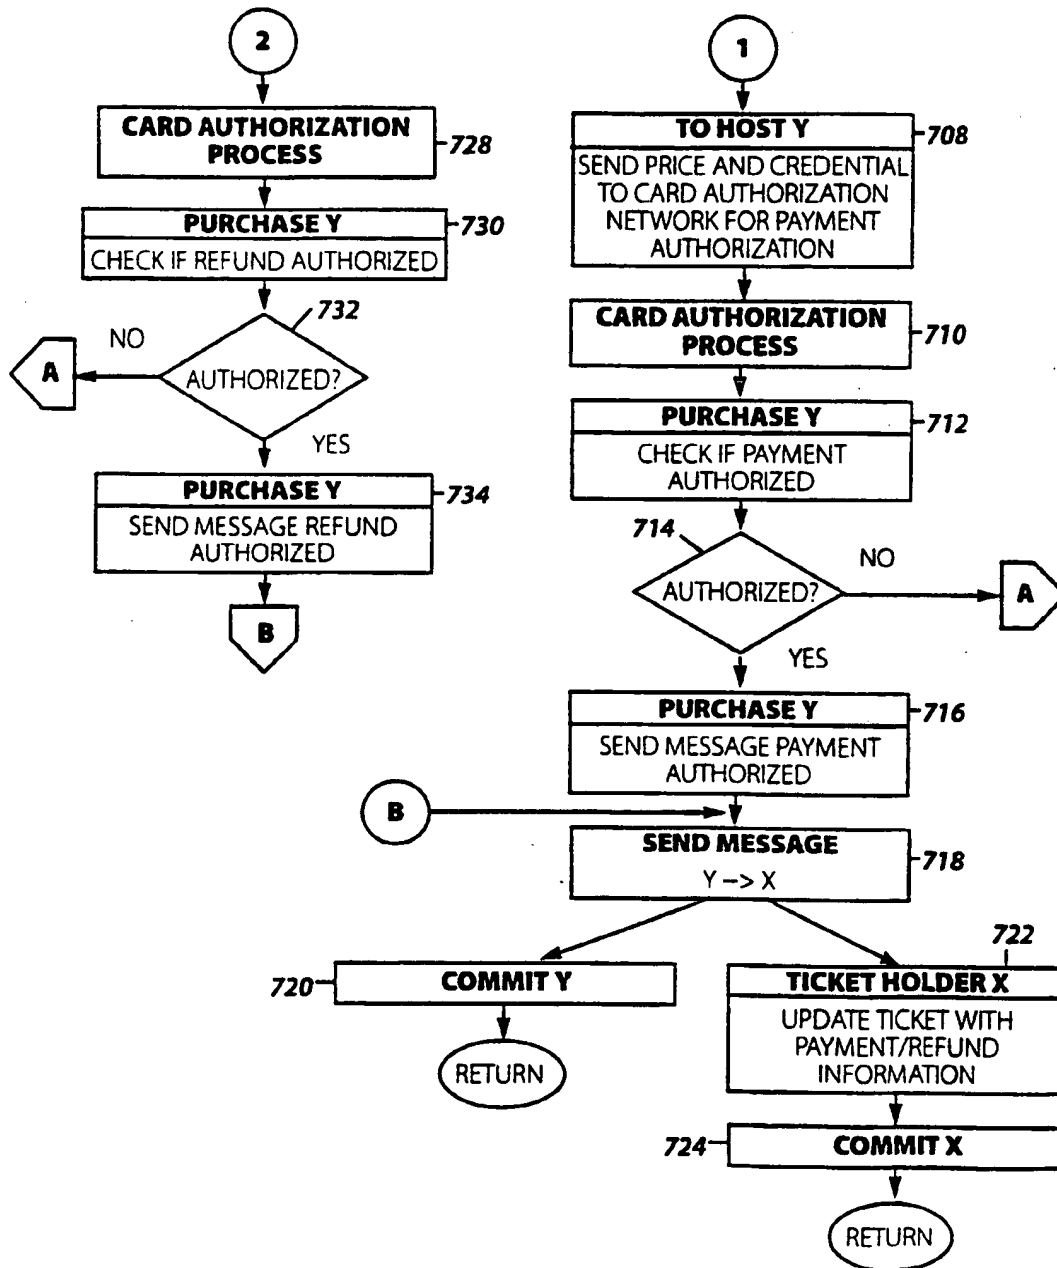 2
CARD AUTHORIZATION
PROCESS
728
PURCHASE Y
730
CHECK IF REFUND AUTHORIZED
732
NO
A
AUTHORIZED?
YES
PURCHASE Y
734
SEND MESSAGE REFUND
AUTHORIZED
B
1
TO HOST Y
708
SEND PRICE AND CREDENTIAL
TO CARD AUTHORIZATION
NETWORK FOR PAYMENT
AUTHORIZATION
CARD AUTHORIZATION
PROCESS
710
PURCHASE Y
712
CHECK IF PAYMENT
AUTHORIZED
714
NO
AUTHORIZED?
A
YES
PURCHASE Y
716
SEND MESSAGE PAYMENT
AUTHORIZED
B
SEND MESSAGE
718
Y –> X
720
COMMIT Y
RETURN
722
TICKET HOLDER X
UPDATE TICKET WITH
PAYMENT/REFUND
INFORMATION
724
COMMIT X
RETURN